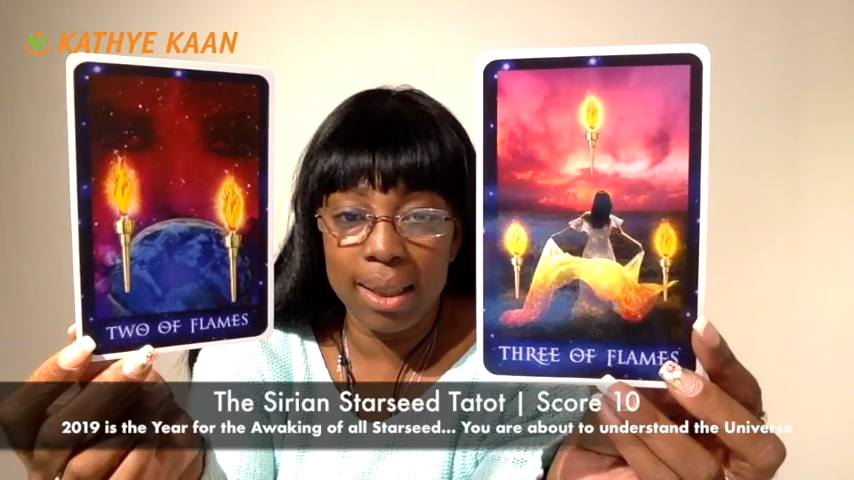 KATHYE KAAN
TWO OF FLAMES
THREE OF FLAMES
The Sirian Starseed Tatot | Score 10
2019 is the Year for the Awaking of all Starseed... You are about to understand the Universe